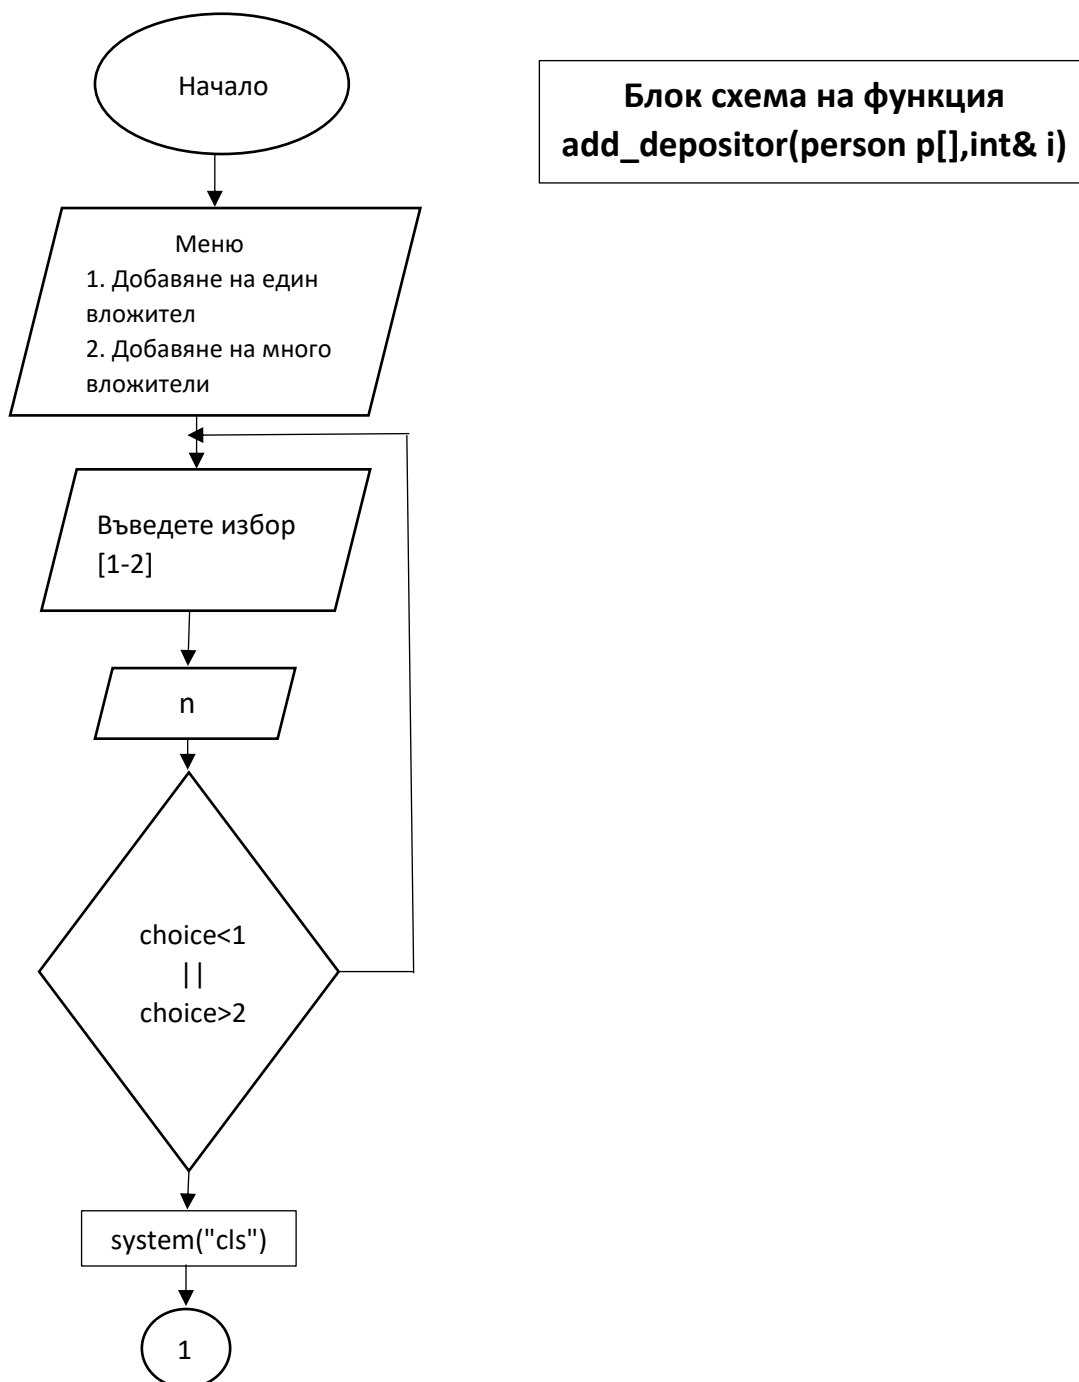 Начало
Блок схема на функция
add_depositor(person p[],int& i)
Меню
1. Добавяне на един
вложител
2. Добавяне на много
вложители
Въведете избор
[1-2]
n
choice<1
||
choice>2
system("cls")
1